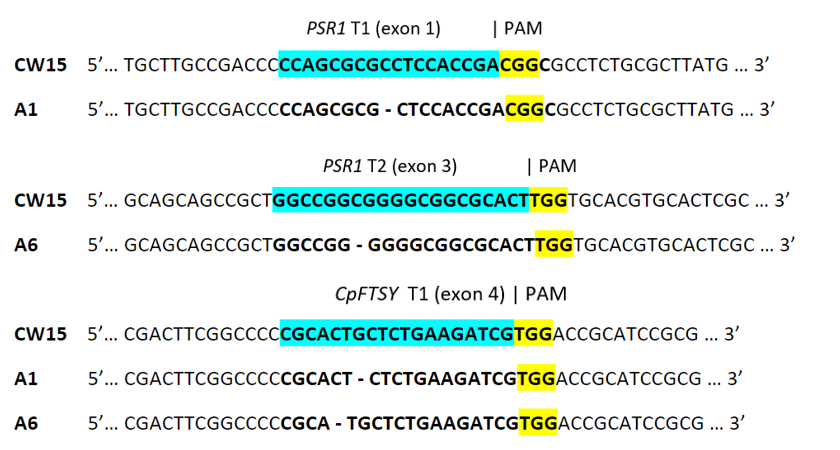 PSR1 T1 (exon 1) | PAM
CW15 5’… TGCTTGCCGACCCCCAGCGCGCCTCCACCGACGGCGCCTCTGCGCTTATG … 3’
A1 5’… TGCTTGCCGACCCCCAGCGCG - CTCCACCGACGGCGCCTCTGCGCTTATG … 3’
PSR1 T2 (exon 3) | PAM
CW15 5’… GCAGCAGCCGCTGGCCGGCGGGGCGGCGCACTTGGTGCACGTGCACTCGC … 3’
A6 5’… GCAGCAGCCGCTGGCCGG - GGGGCGGCGCACTTGGTGCACGTGCACTCGC … 3’
CpFTSY T1 (exon 4) | PAM
CW15 5’… CGACTTCGGCCCCCGCACTGCTCTGAAGATCGTGGACCGCATCCGCG … 3’
A1 5’… CGACTTCGGCCCCCGCACT - CTCTGAAGATCGTGGACCGCATCCGCG … 3’
A6 5’… CGACTTCGGCCCCCGCA - TGCTCTGAAGATCGTGGACCGCATCCGCG … 3’